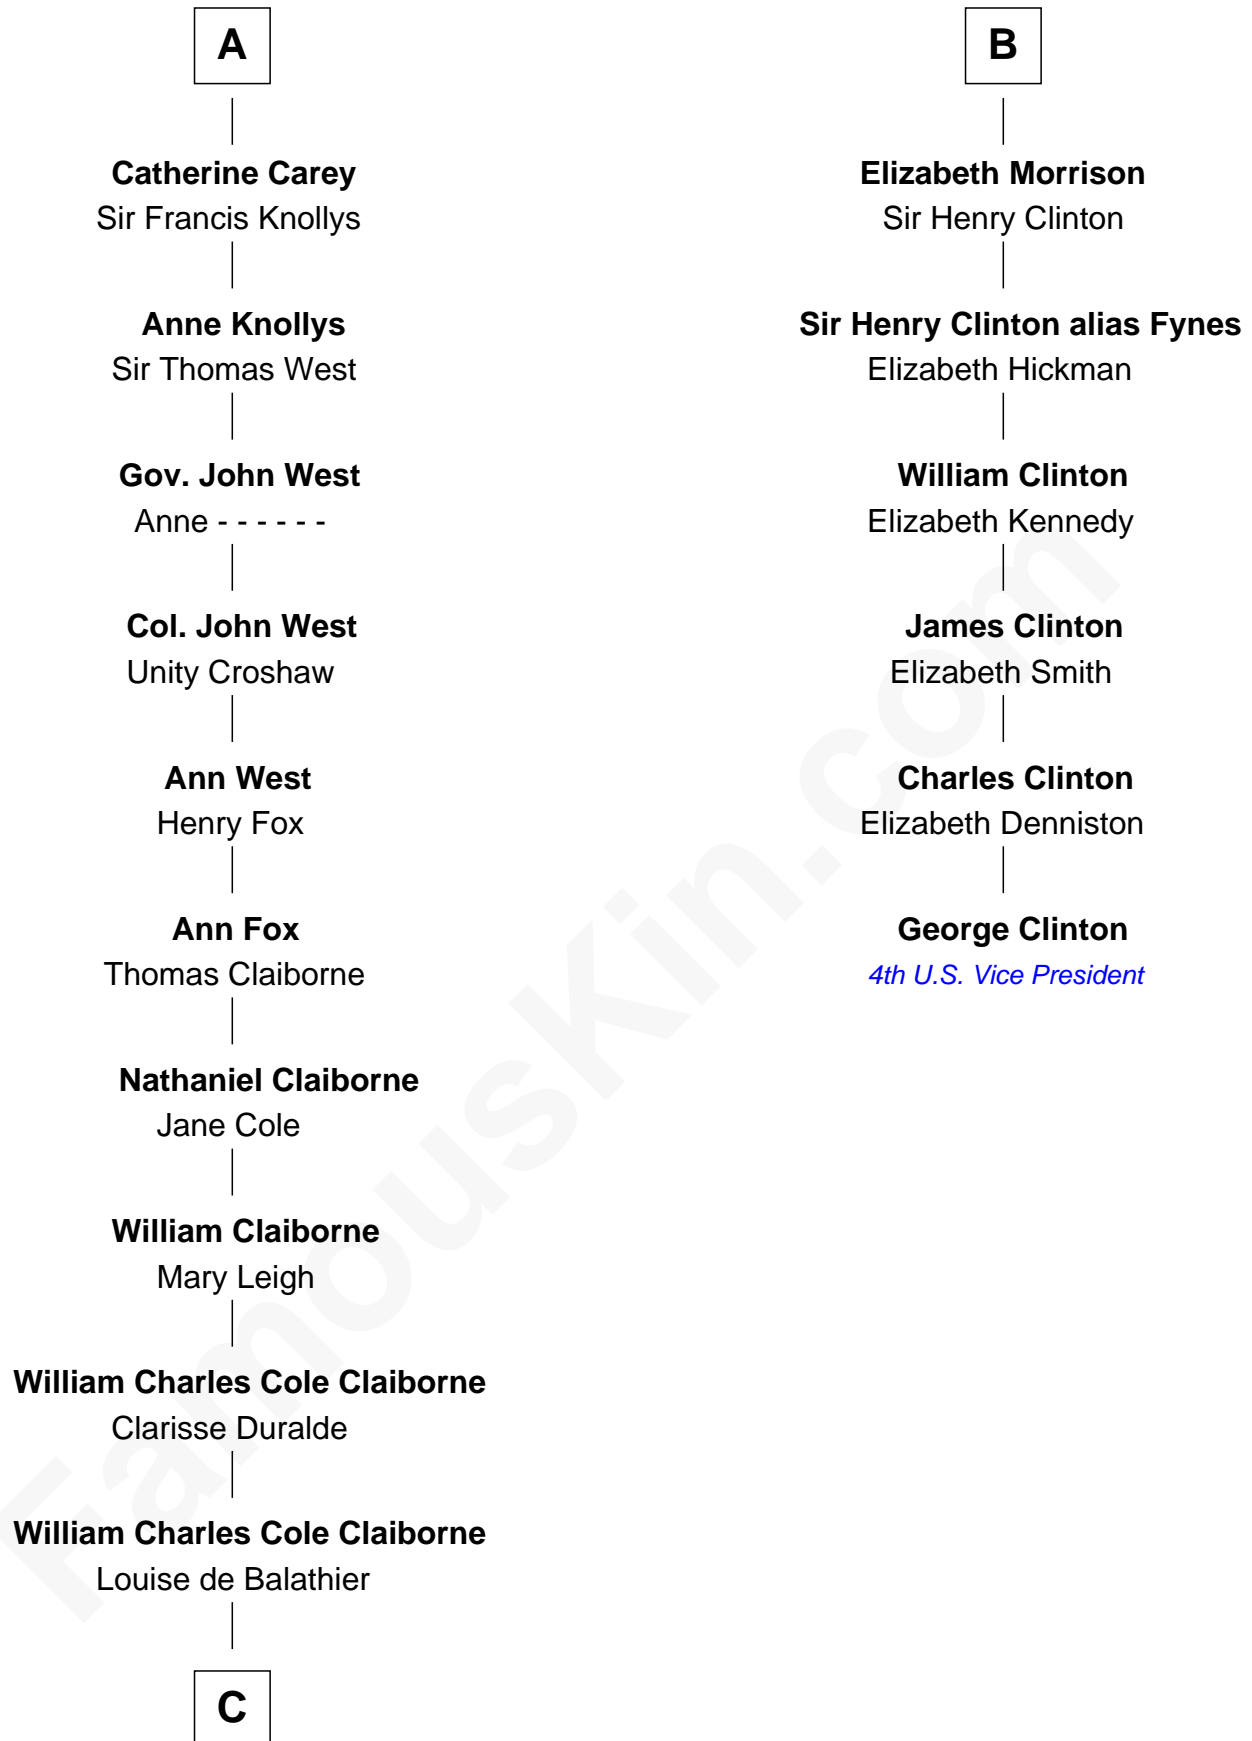 A
Catherine Carey
Sir Francis Knollys
Anne Knollys
Sir Thomas West
Gov. John West
Anne - - - - - -
Col. John West
Unity Croshaw
Ann West
Henry Fox
Ann Fox
Thomas Claiborne
Nathaniel Claiborne
Jane Cole
William Claiborne
Mary Leigh
William Charles Cole Claiborne
Clarisse Duralde
William Charles Cole Claiborne
Louise de Balathier
C
B
Elizabeth Morrison
Sir Henry Clinton
Sir Henry Clinton alias Fynes
Elizabeth Hickman
William Clinton
Elizabeth Kennedy
James Clinton
Elizabeth Smith
Charles Clinton
Elizabeth Denniston
George Clinton
4th U.S. Vice President
FamousKin.com